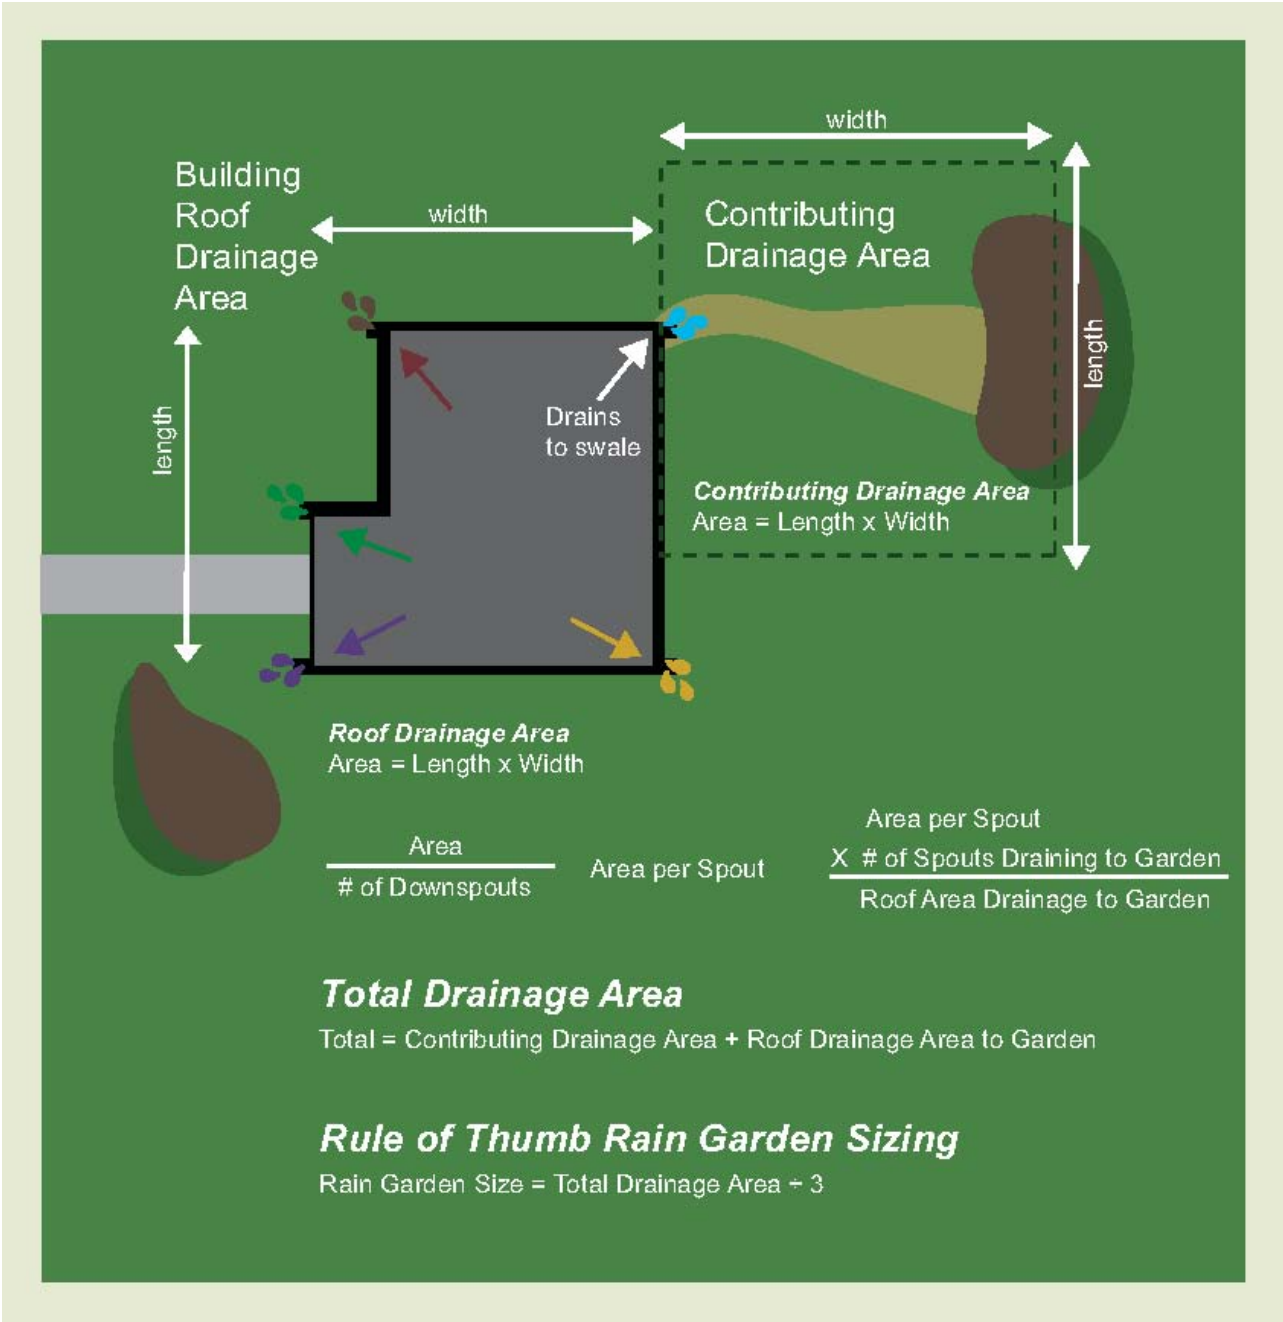 width
Building
Roof
Drainage
Area
width
Contributing
Drainage Area
length
length
Drains
to swale
Contributing Drainage Area
Area = Length x Width
Roof Drainage Area
Area = Length x Width
Area
# of Downspouts
Area per Spout
Area per Spout
X # of Spouts Draining to Garden
Roof Area Drainage to Garden
Total Drainage Area
Total = Contributing Drainage Area + Roof Drainage Area to Garden
Rule of Thumb Rain Garden Sizing
Rain Garden Size = Total Drainage Area ÷ 3